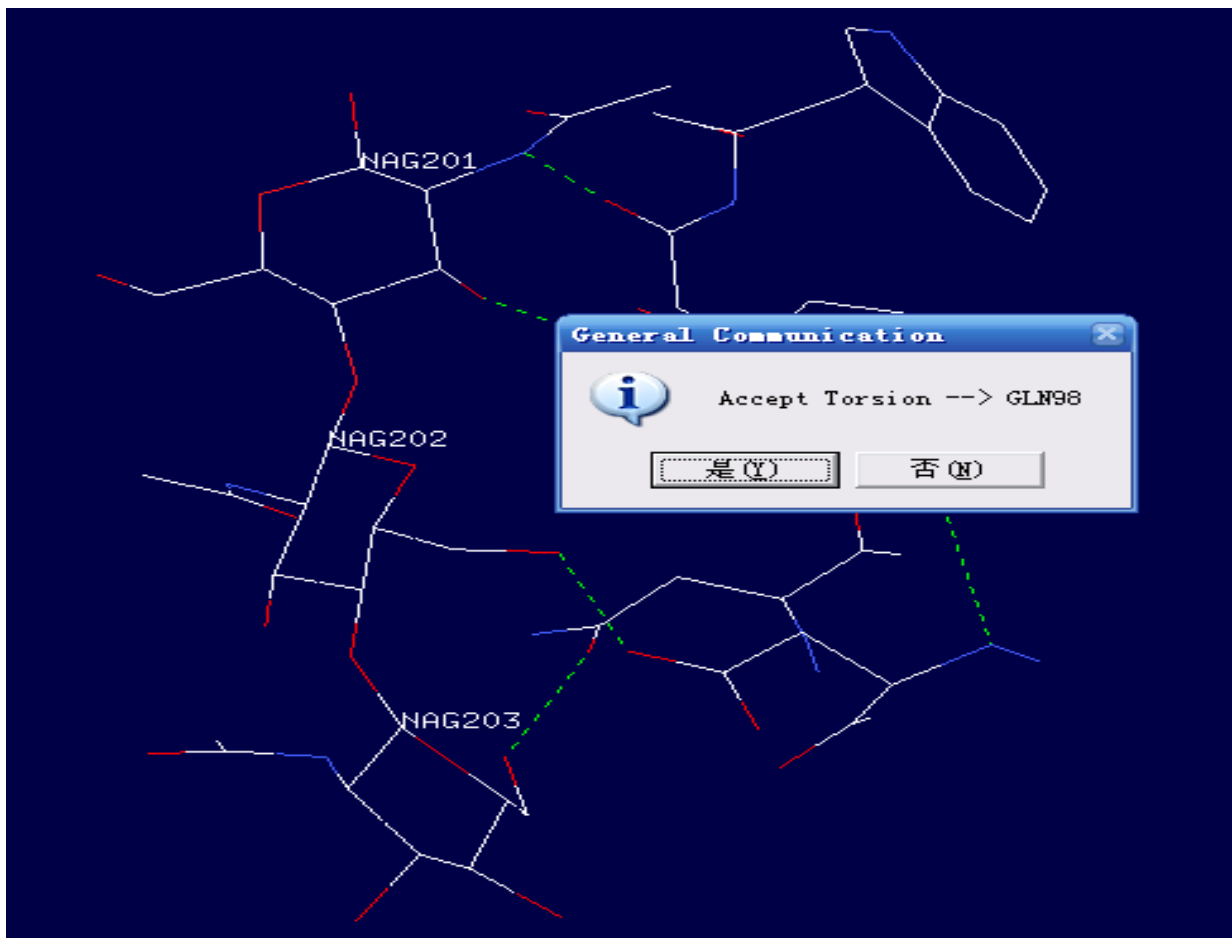 NAG201
General Communication
Accept Torsion --> GLN98
是(Y) 否(N)
NAG202
NAG203